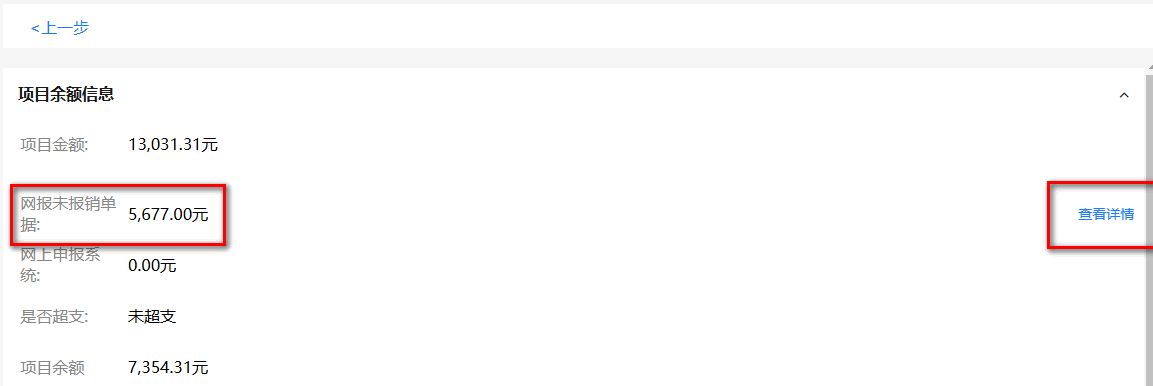 <上一步
项目余额信息
项目金额: 13,031.31元
网报未报销单
据: 5,677.00元 查看详情
网上申报系
统: 0.00元
是否超支: 未超支
项目余额 7,354.31元